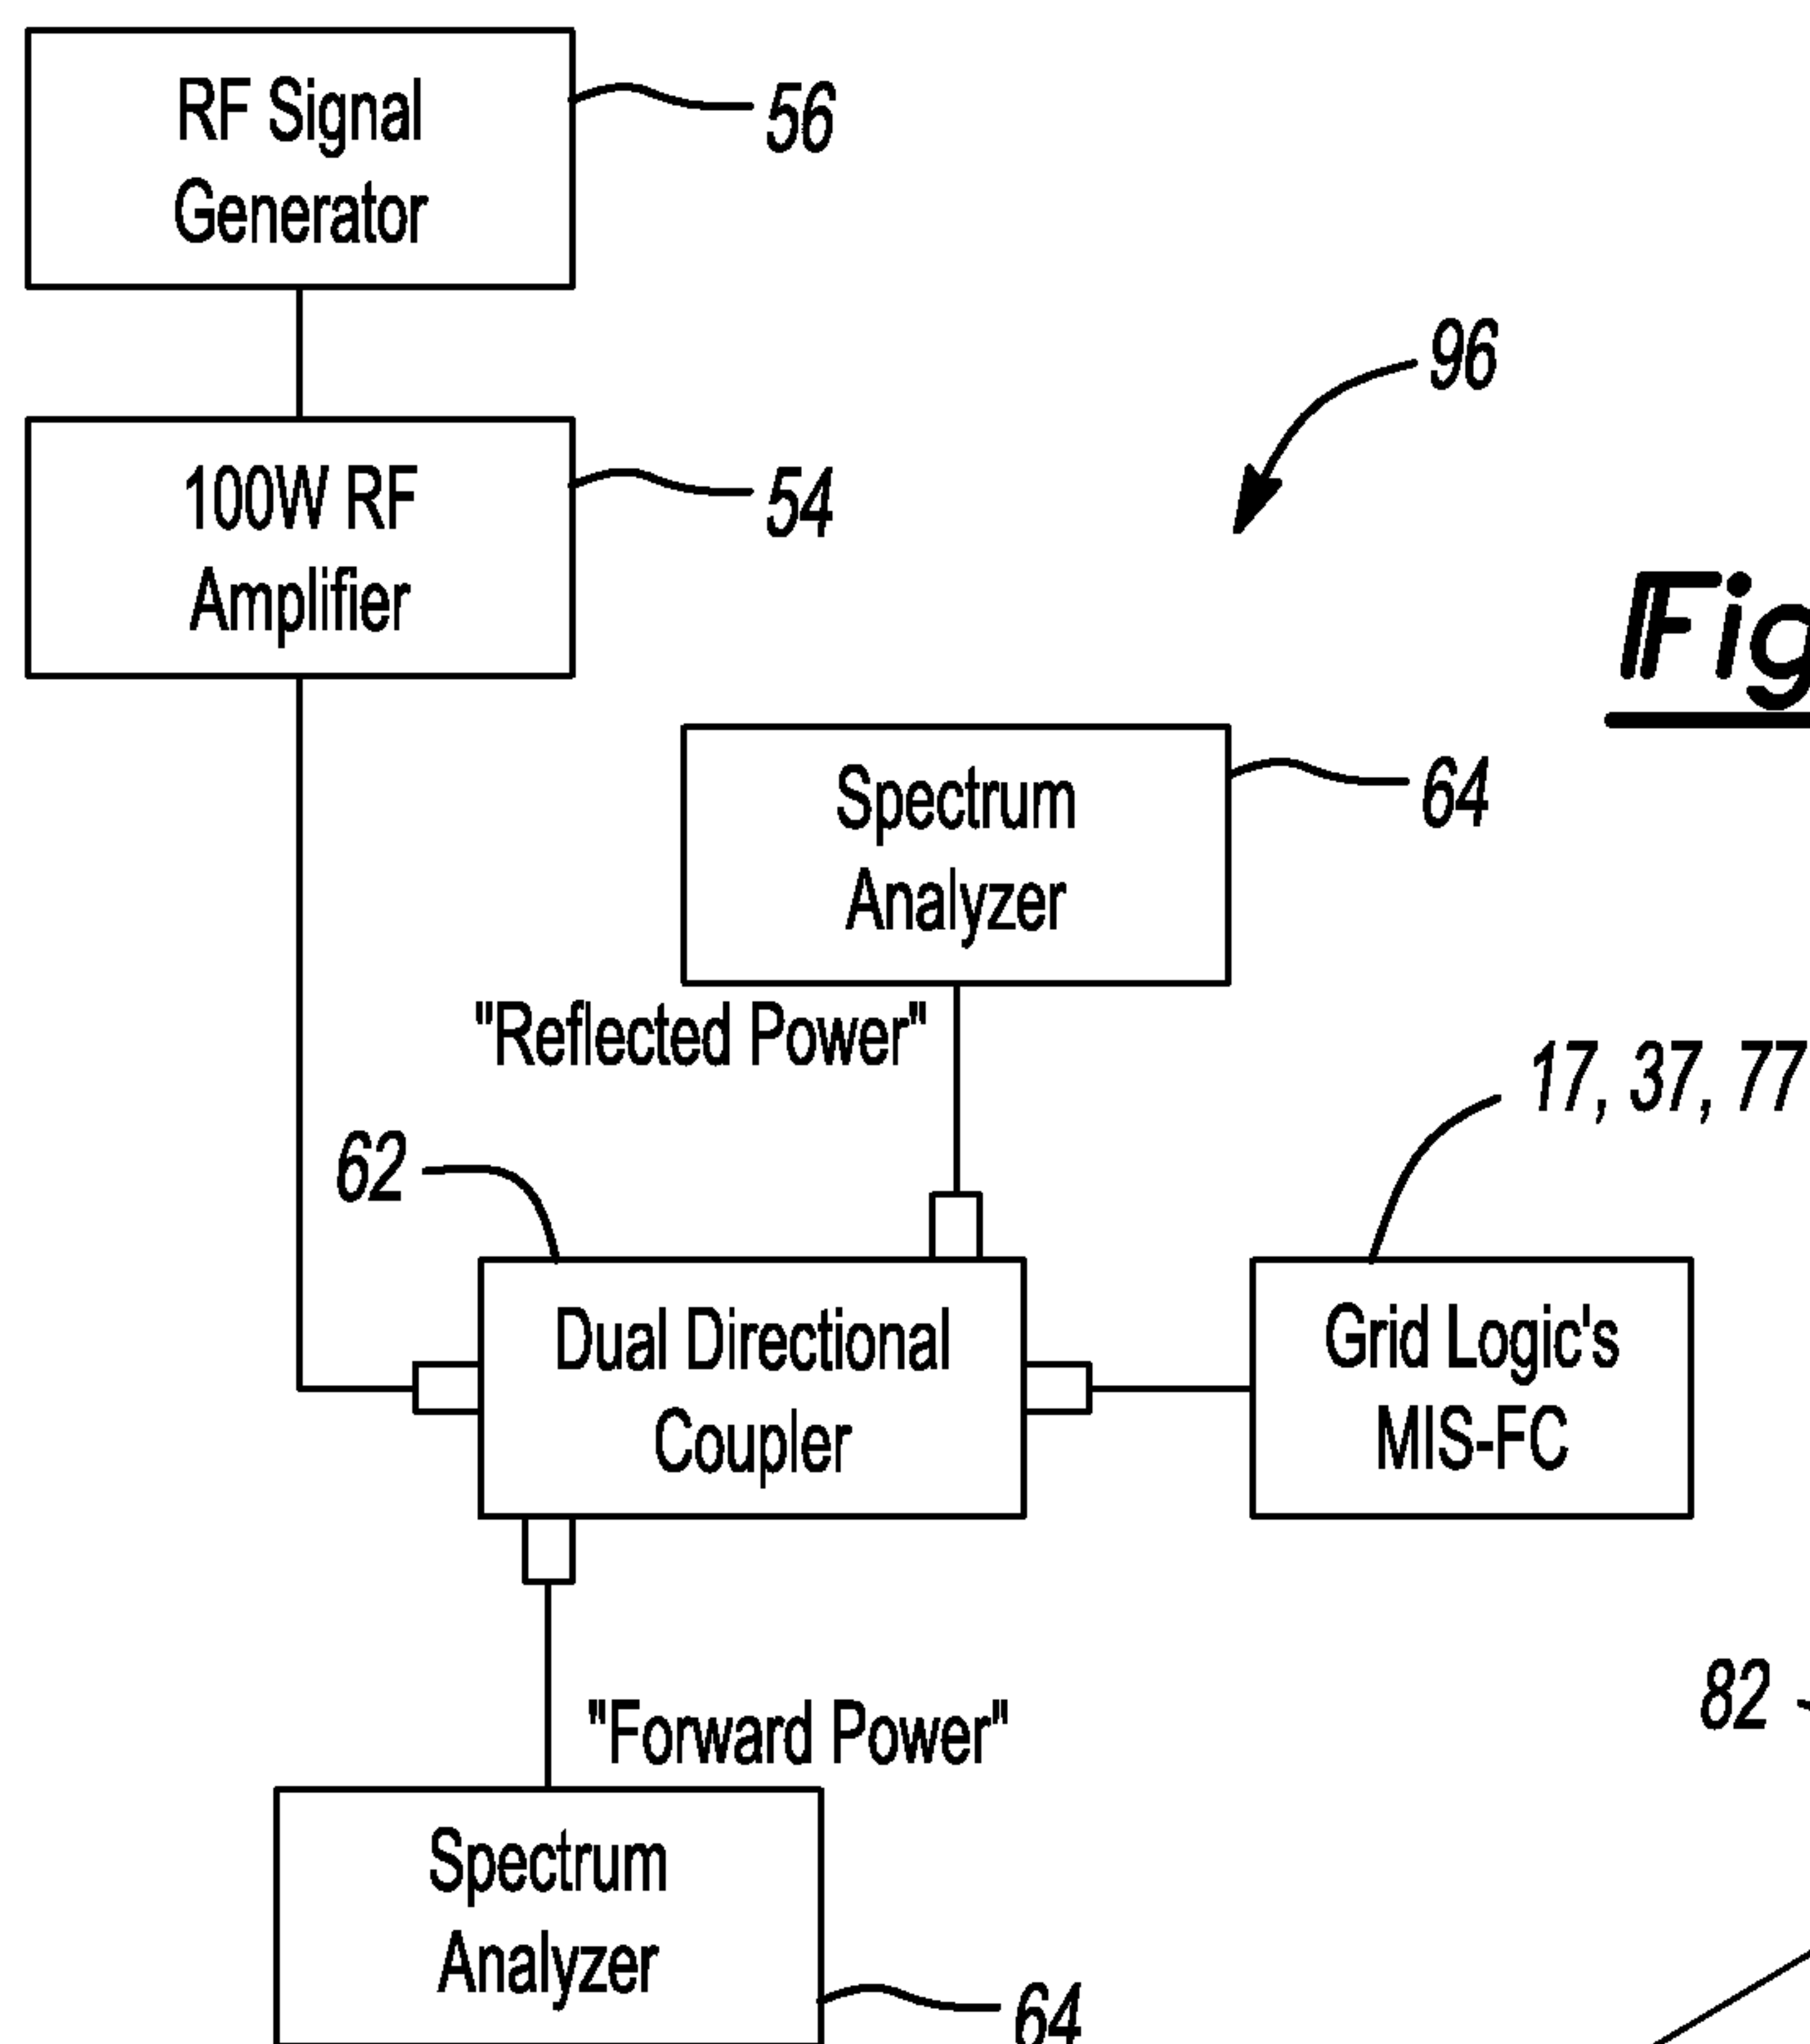 RF Signal
Generator
56
96
100W RF
Amplifier
54
Fig
Spectrum
Analyzer
64
"Reflected Power"
17, 37, 77
62
Dual Directional
Coupler
Grid Logic's
MIS-FC
82
"Forward Power"
Spectrum
Analyzer
64